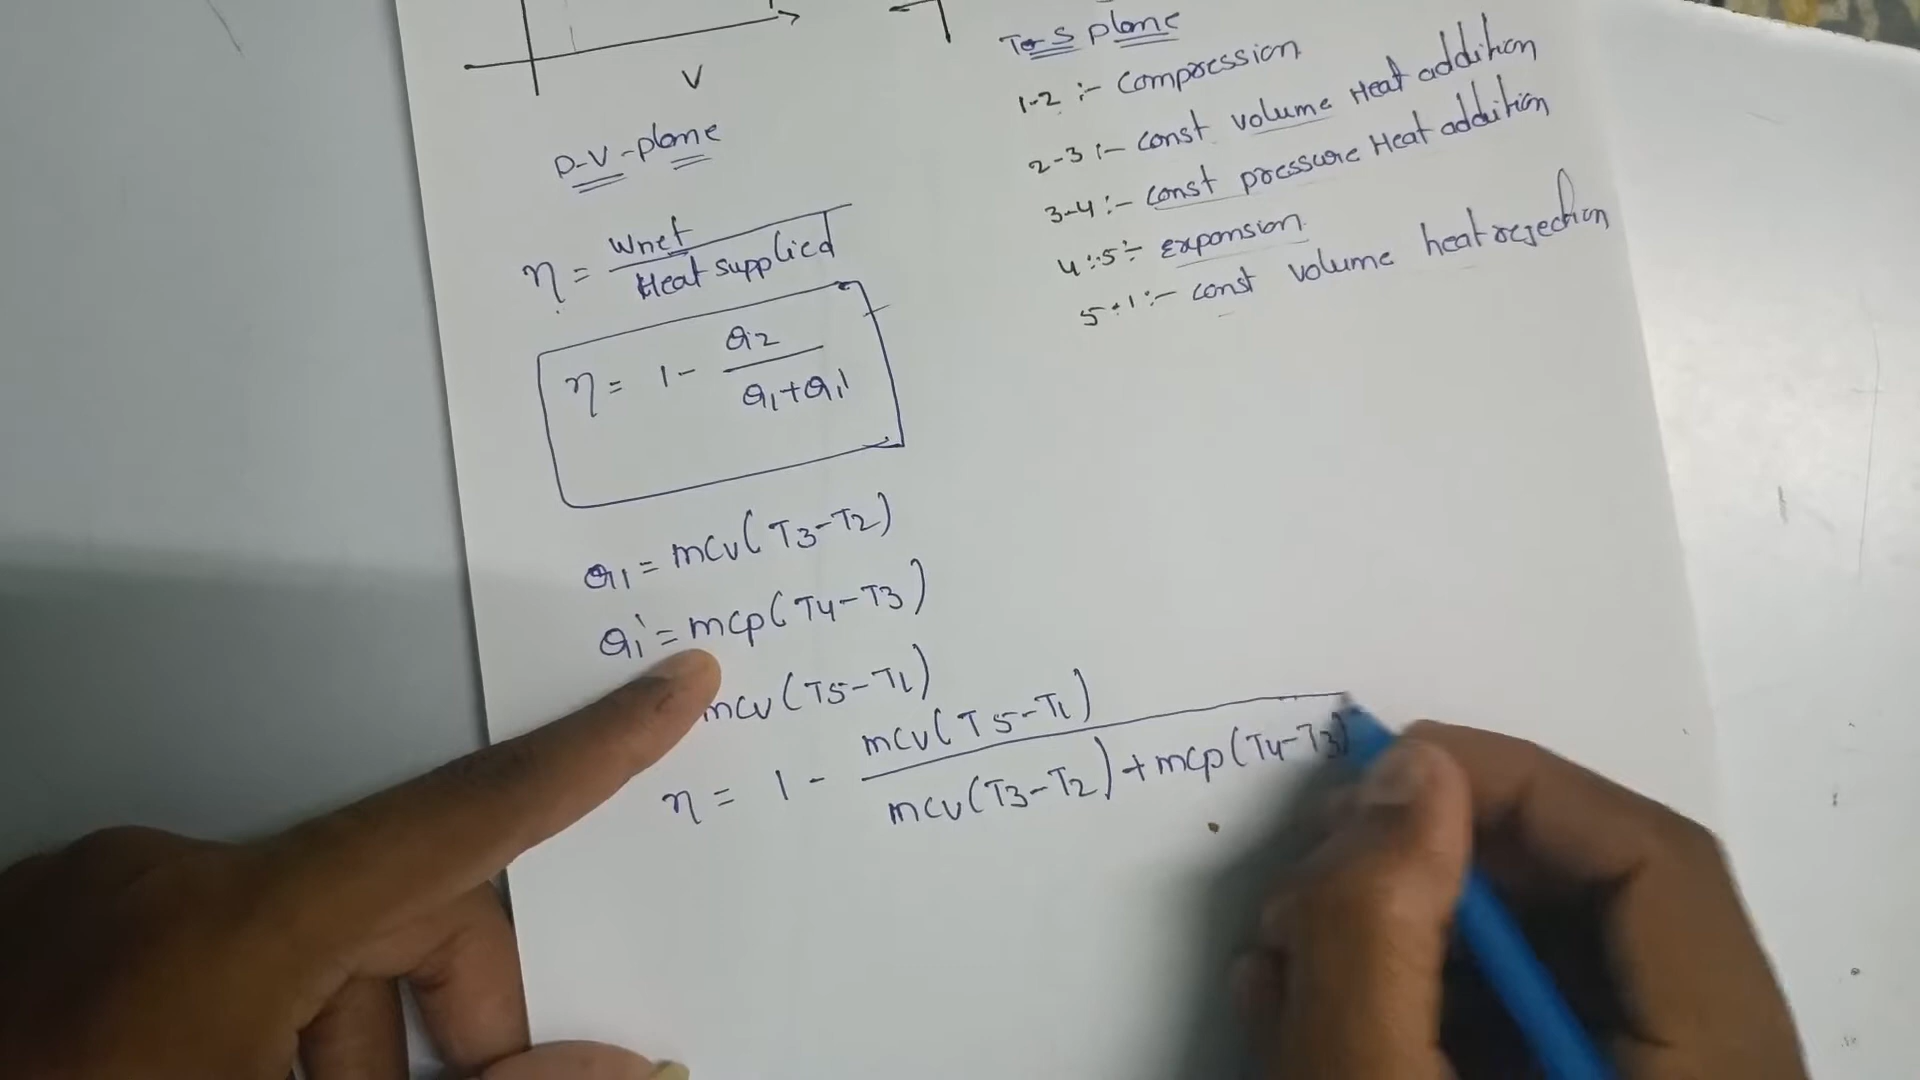 V
P-V-plane
η = Wnet / Heat supplied
η = 1 - Q2 / Q1+Q1'
Q1 = mcv(T3-T2)
Q1' = mcp(T4-T3)
mcv(T5-T1)
η = 1 - mcv(T5-T1) / mcv(T3-T2)+mcp(T4-T3)
T-S plane
1-2 :- Compression
2-3 :- const volume Heat addition
3-4 :- const pressure Heat addition
4-5 :- expansion
5-1 :- const volume heat rejection